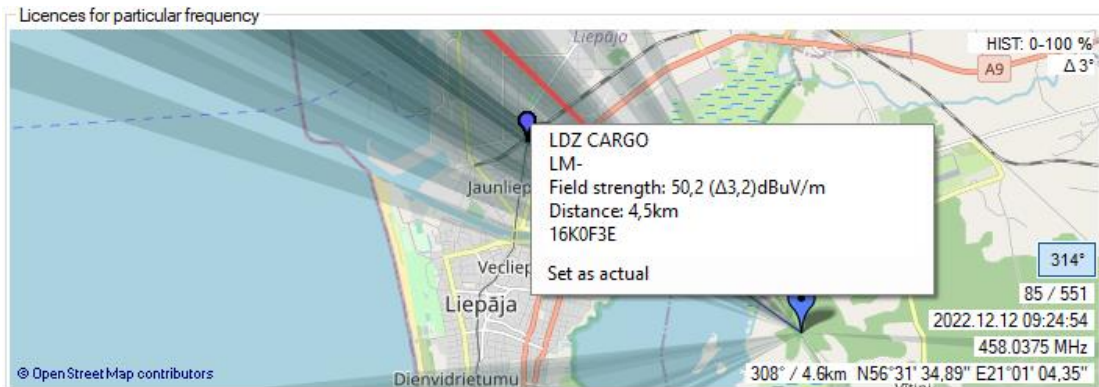 Licences for particular frequency
Liepāja
HIST: 0-100 %
Δ 3°
A9
LDZ CARGO
LM-
Field strength: 50,2 (Δ3,2)dBuV/m
Distance: 4,5km
16K0F3E
Set as actual
Jaunliep
Vecliep
Liepāja
314°
85 / 551
2022.12.12 09:24:54
458.0375 MHz
308° / 4.6km N56°31' 34,89" E21°01' 04,35"
© OpenStreetMap contributors
Dienvidrietumu